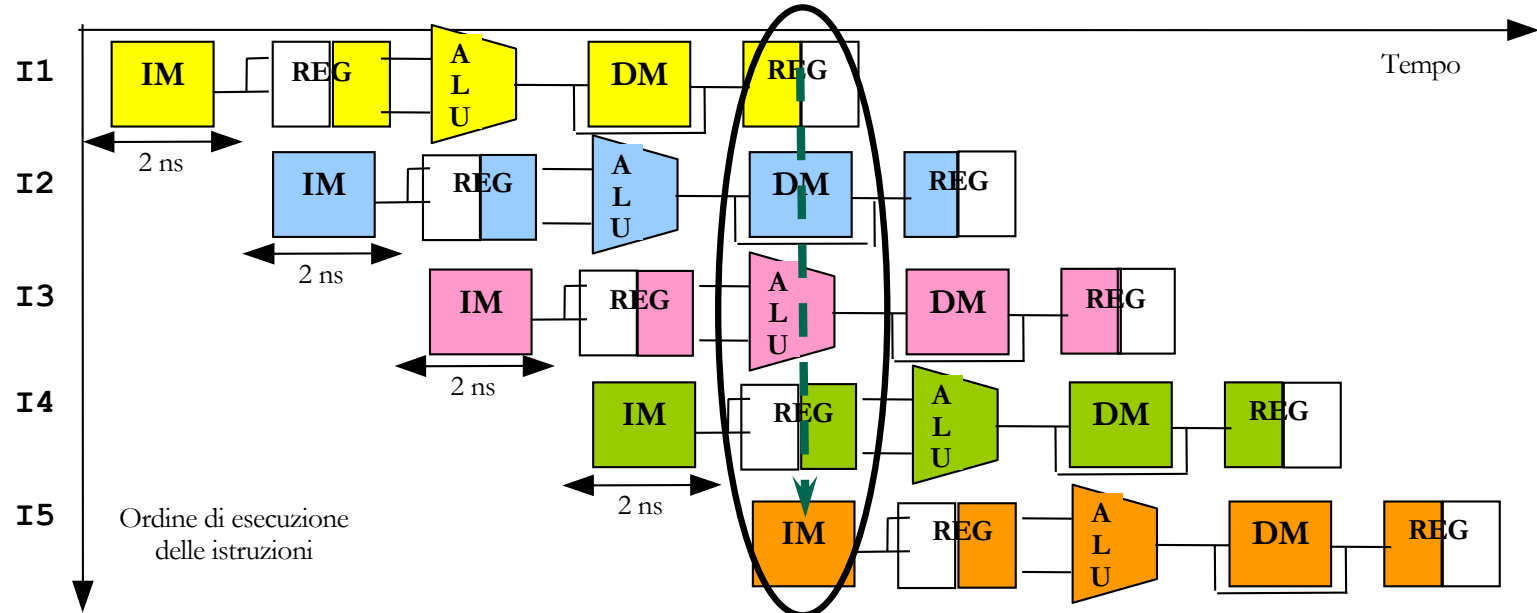 Tempo
I1
IM
REG
A
L
U
DM
REG
2 ns
I2
IM
REG
A
L
U
DM
REG
2 ns
I3
IM
REG
A
L
U
DM
REG
2 ns
I4
IM
REG
A
L
U
DM
REG
2 ns
I5
IM
REG
A
L
U
DM
REG
Ordine di esecuzione
delle istruzioni